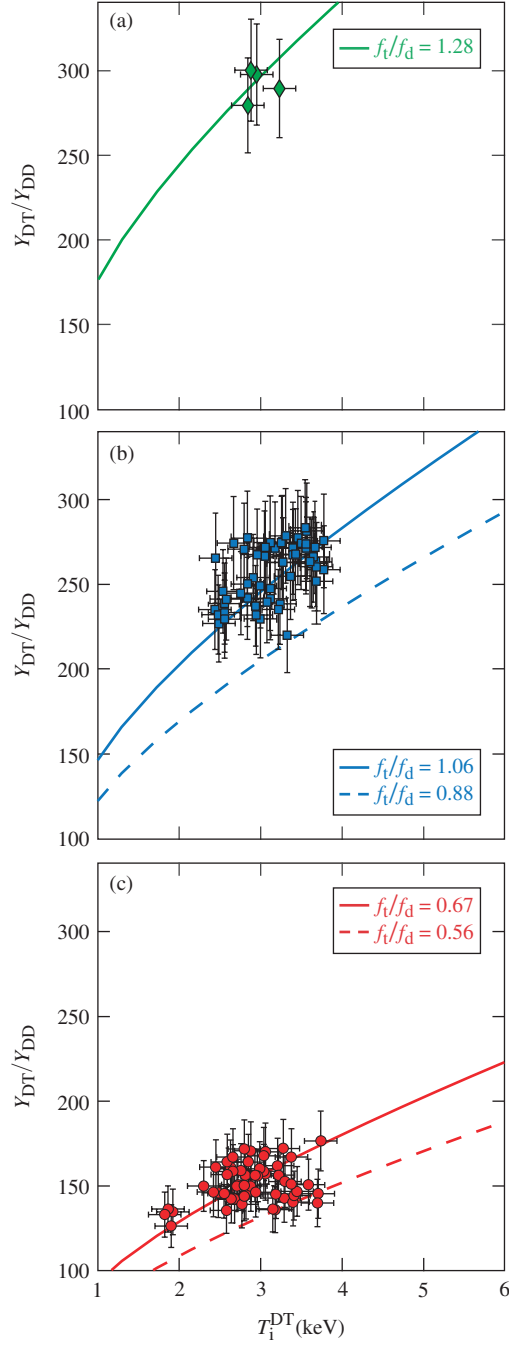 (a)
f_t/f_d = 1.28
300
250
200
150
100
Y_DT/Y_DD
(b)
300
250
200
150
100
Y_DT/Y_DD
f_t/f_d = 1.06
f_t/f_d = 0.88
(c)
f_t/f_d = 0.67
f_t/f_d = 0.56
300
250
200
150
100
Y_DT/Y_DD
1 2 3 4 5 6
T_i^DT(keV)